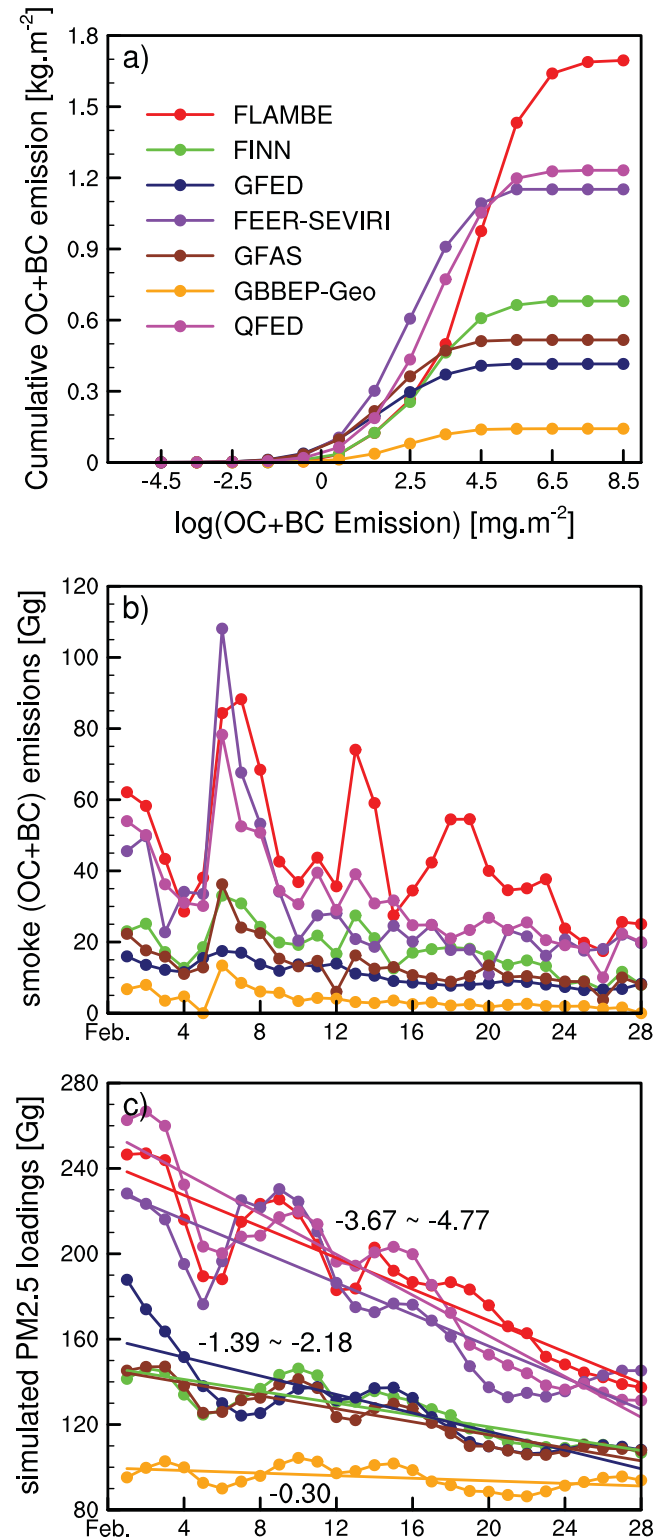 a)
Cumulative OC+BC emission [kg.m-2]
1.8
1.5
1.2
0.9
0.6
0.3
0
FLAMBE
FINN
GFED
FEER-SEVIRI
GFAS
GBBEP-Geo
QFED
-4.5 -2.5 0 2.5 4.5 6.5 8.5
log(OC+BC Emission) [mg.m-2]
b)
smoke (OC+BC) emissions [Gg]
120
100
80
60
40
20
0
Feb. 4 8 12 16 20 24 28
c)
simulated PM2.5 loadings [Gg]
280
240
200
160
120
80
-3.67 ~ -4.77
-1.39 ~ -2.18
-0.30
Feb. 4 8 12 16 20 24 28